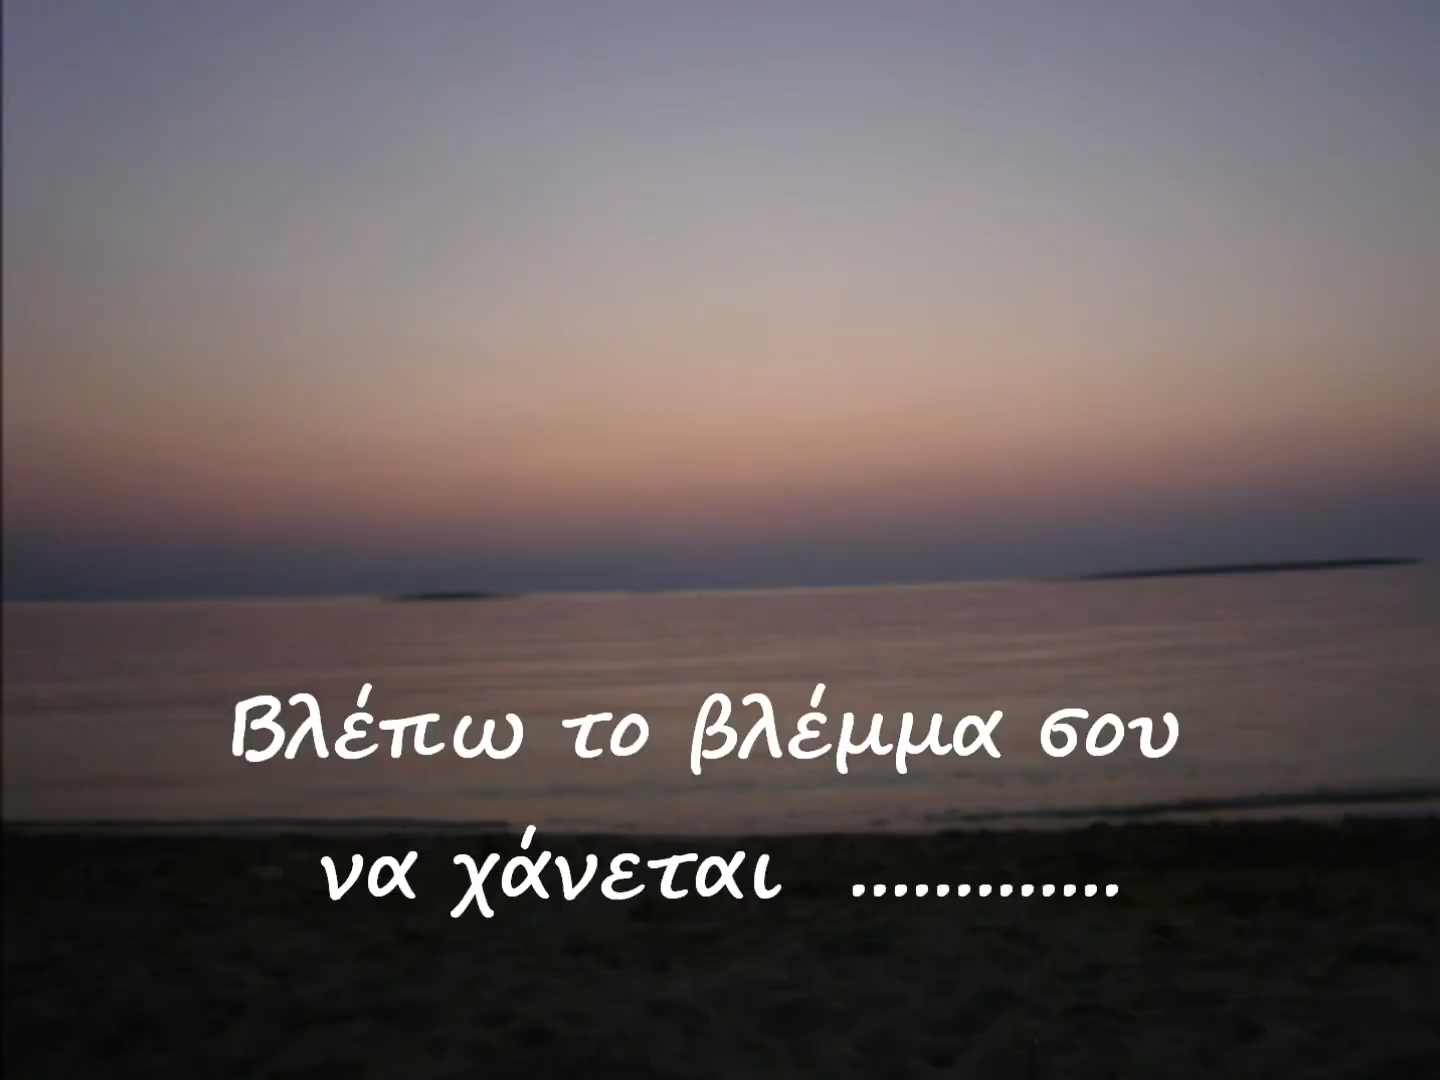 Βλέπω το βλέμμα σου
να χάνεται .............